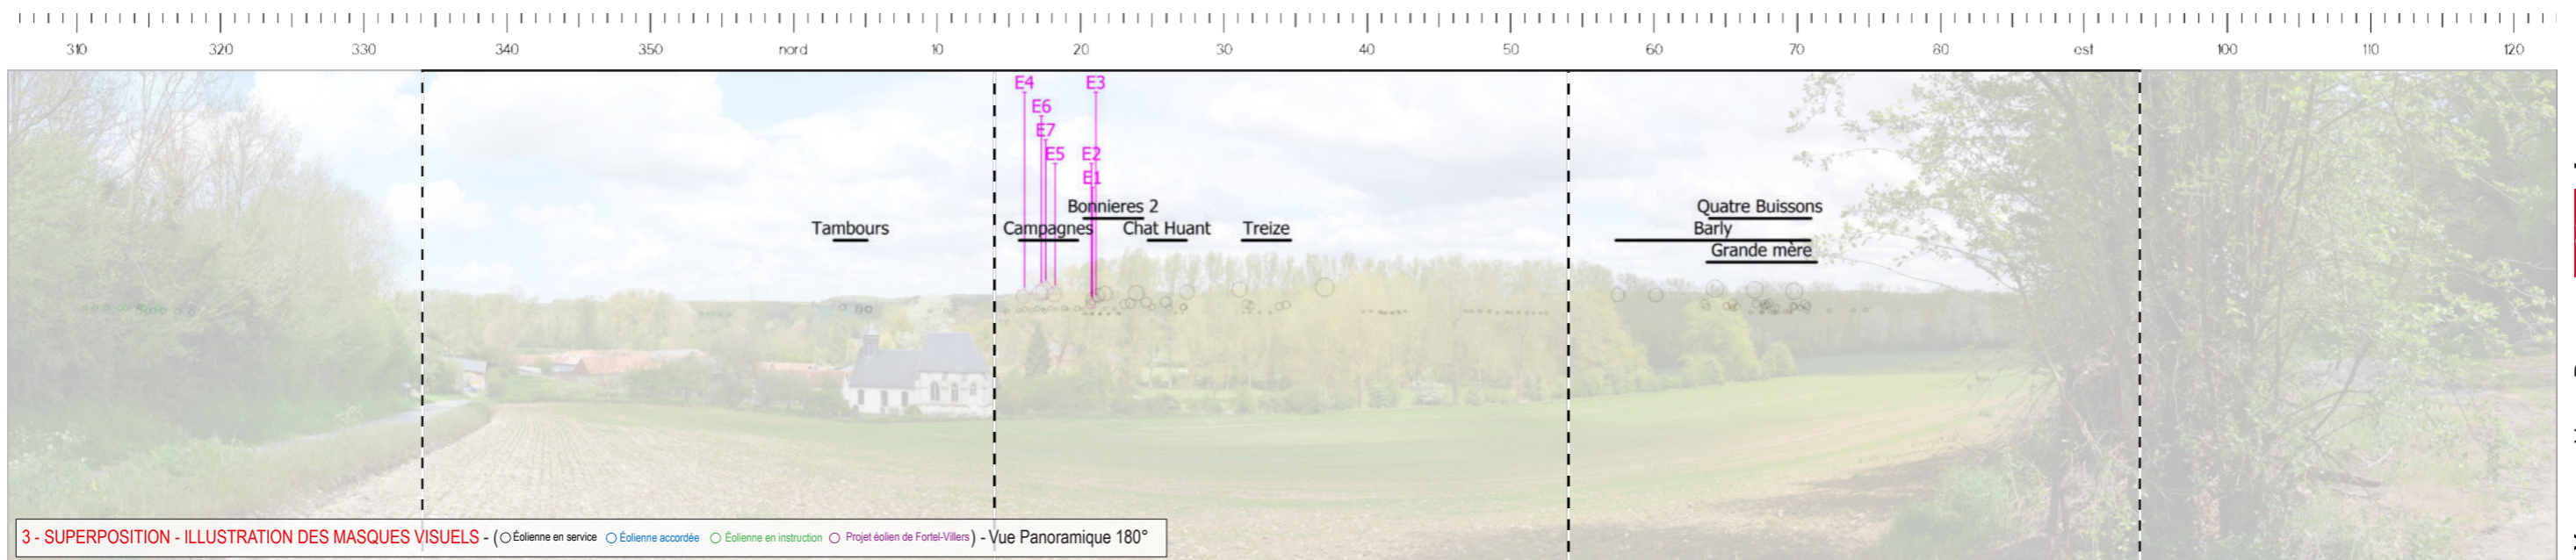 310 320 330 340 350 nord 10 20 30 40 50 60 70 80 est 100 110 120
E4 E3
E6
E7
E5 E2
E1
Bonnieres 2 Quatre Buissons
Tambours Campagnes Chat Huant Treize Barly
Grande mère
3 - SUPERPOSITION - ILLUSTRATION DES MASQUES VISUELS - (Éolienne en service Éolienne accordée Éolienne en instruction Projet éolien de Fortel-Villers) - Vue Panoramique 180°